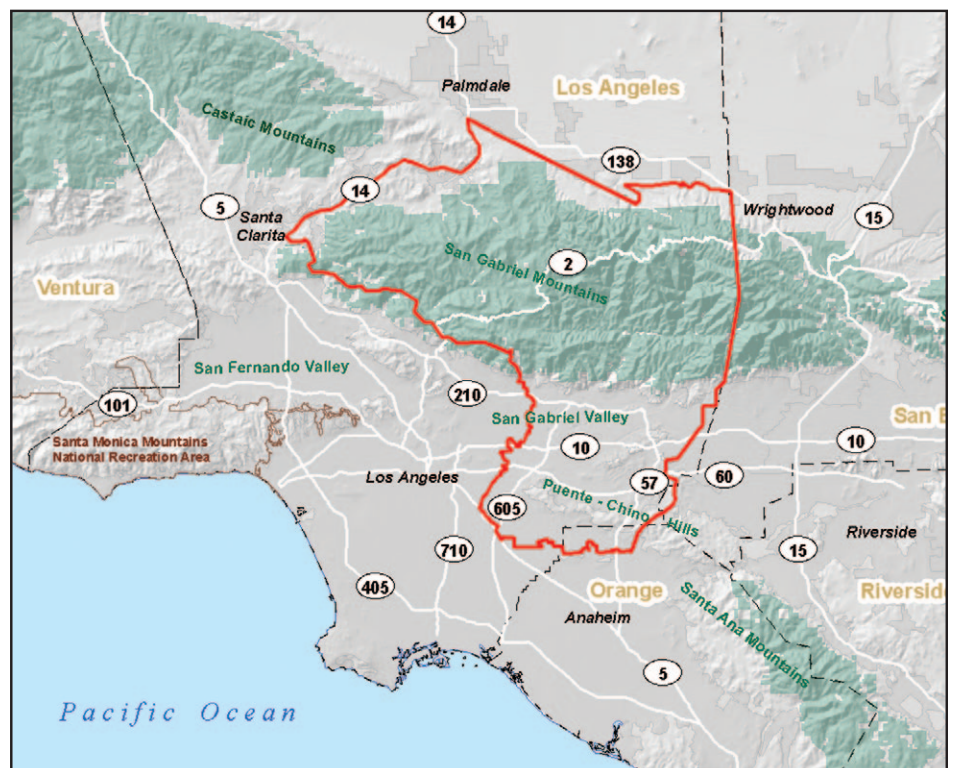 14
Palmdale
Los Angeles
Castaic Mountains
138
14
5
Santa
Clarita
Wrightwood
15
San Gabriel Mountains
2
Ventura
S
San Fernando Valley
210
101
San Gabriel Valley
San B
Santa Monica Mountains
National Recreation Area
10
10
Los Angeles
57
60
Puente - Chino Hills
605
710
15
Riverside
405
Orange
Riverside
Santa Ana Mountains
Anaheim
5
Pacific Ocean